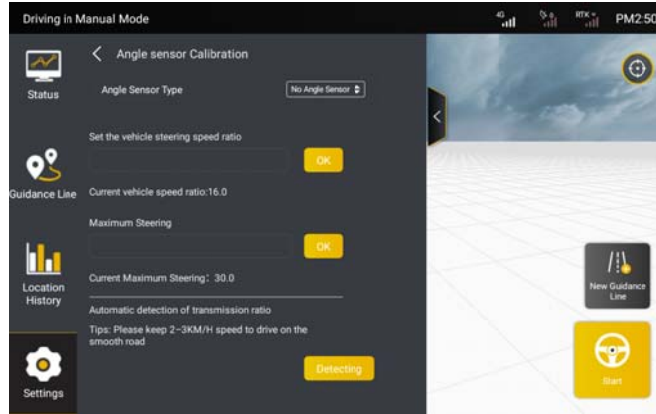 Driving in Manual Mode
4G
0
RTK
PM2:50
Angle sensor Calibration
Status
Angle Sensor Type
No Angle Sensor
Set the vehicle steering speed ratio
OK
Guidance Line
Current vehicle speed ratio:16.0
Maximum Steering
OK
Current Maximum Steering: 30.0
Location
History
Automatic detection of transmission ratio
Tips: Please keep 2-3KM/H speed to drive on the
smooth road
Detecting
Settings
New Guidance
Line
Start